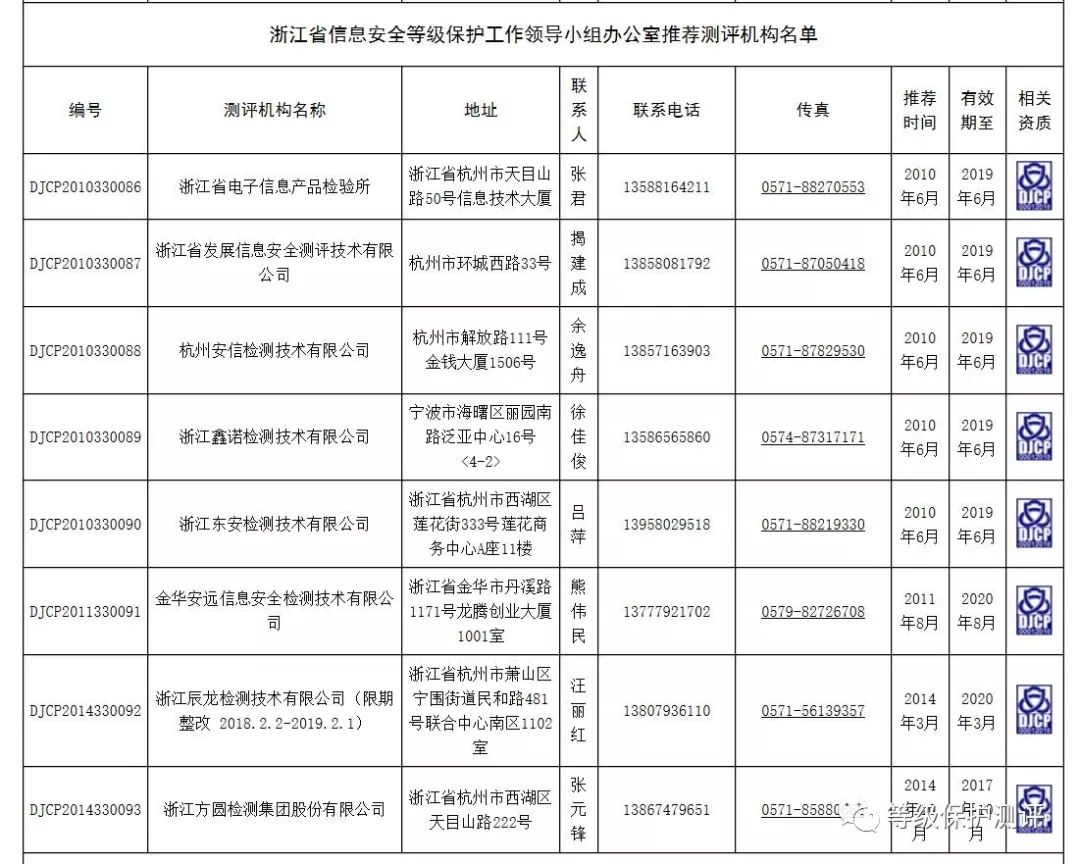 浙江省信息安全等级保护工作领导小组办公室推荐测评机构名单
编号 测评机构名称 地址 联系人 联系电话 传真 推荐时间 有效期至 相关资质
DJCP2010330086 浙江省电子信息产品检验所 浙江省杭州市天目山路50号信息技术大厦 张君 13588164211 0571-88270553 2010年6月 2019年6月 DJCP
DJCP2010330087 浙江省发展信息安全测评技术有限公司 杭州市环城西路33号 揭建成 13858081792 0571-87050418 2010年6月 2019年6月 DJCP
DJCP2010330088 杭州安信检测技术有限公司 杭州市解放路111号金钱大厦1506号 余逸舟 13857163903 0571-87829530 2010年6月 2019年6月 DJCP
DJCP2010330089 浙江鑫诺检测技术有限公司 宁波市海曙区丽园南路泛亚中心16号<4-2> 徐佳俊 13586565860 0574-87317171 2010年6月 2019年6月 DJCP
DJCP2010330090 浙江东安检测技术有限公司 浙江省杭州市西湖区莲花街333号莲花商务中心A座11楼 吕萍 13958029518 0571-88219330 2010年6月 2019年6月 DJCP
DJCP2011330091 金华安远信息安全检测技术有限公司 浙江省金华市丹溪路1171号龙腾创业大厦1001室 熊伟民 13777921702 0579-82726708 2011年8月 2020年8月 DJCP
DJCP2014330092 浙江辰龙检测技术有限公司（限期整改 2018.2.2-2019.2.1） 浙江省杭州市萧山区宁围街道民和路481号联合中心南区1102室 汪丽红 13807936110 0571-56139357 2014年3月 2020年3月 DJCP
DJCP2014330093 浙江方圆检测集团股份有限公司 浙江省杭州市西湖区天目山路222号 张元锋 13867479651 0571-8588 2014 月 2017 月 DJCP
等级保护测评